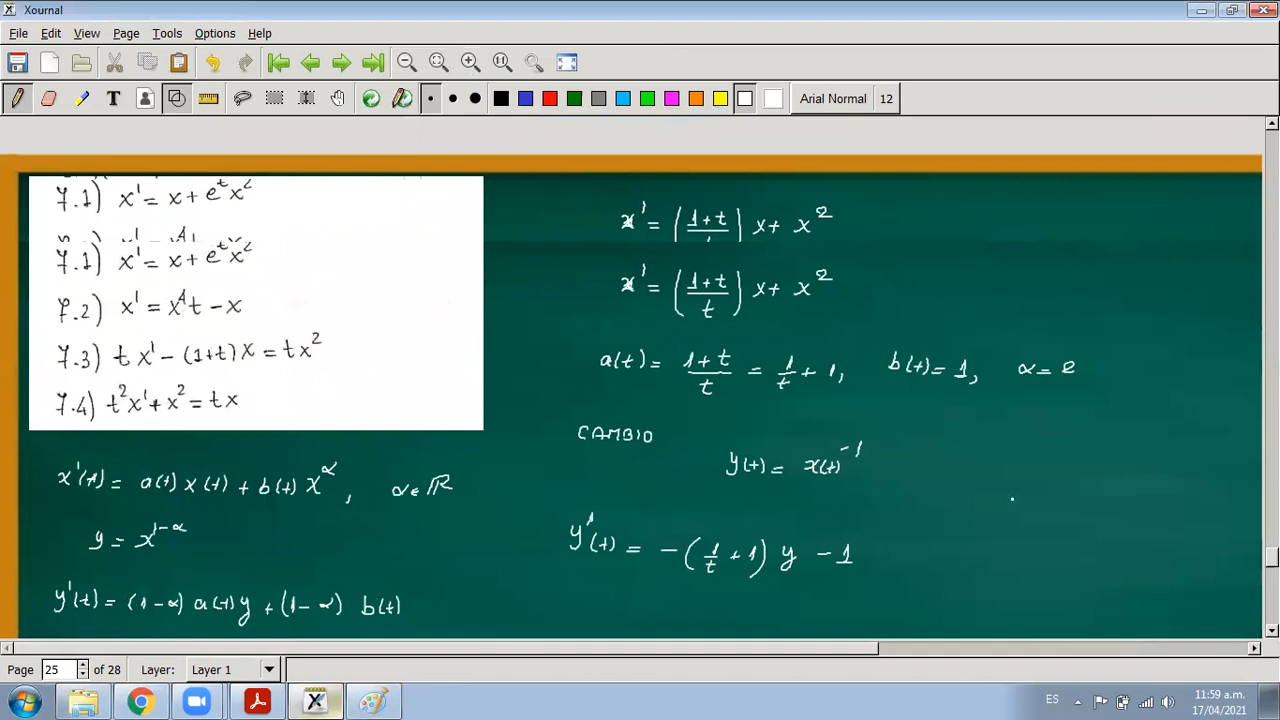 Xournal
File Edit View Page Tools Options Help
Arial Normal 12
7.1) x' = x + e^t x^2
7.1) x' = x + e^t x^2
7.2) x' = x^4 t - x
7.3) t x' - (1+t) x = t x^2
7.4) t^2 x' + x^2 = t x
x'(t) = a(t) x(t) + b(t) x^α, α ∈ ℝ
y = x^{1-α}
y'(t) = (1-α) a(t) y + (1-α) b(t)
x' = (1+t/) x + x^2
x' = (1+t/t) x + x^2
a(t) = 1+t/t = 1/t + 1, b(t) = 1, α = 2
CAMBIO
y(t) = x(t)^{-1}
y'(t) = -(1/t + 1) y - 1
Page 25 of 28 Layer: Layer 1
ES 11:59 a.m.
17/04/2021